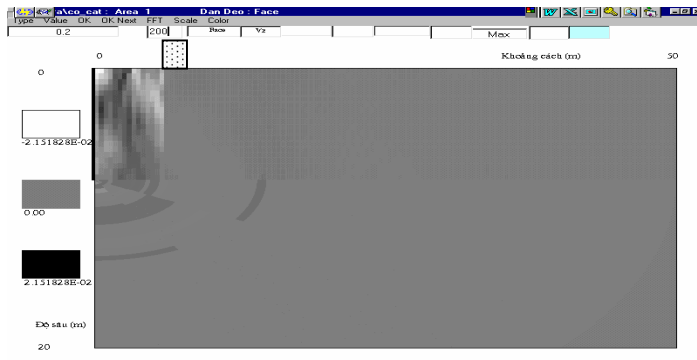 a\co_cat : Area 1 Dan Deo : Face
Type Value OK OK Next FFT Scale Color
0.2 200 Face Vz Max
0 Khoảng cách (m) 50
0
-2.151828E-02
0.00
2.151828E-02
Độ sâu (m)
20